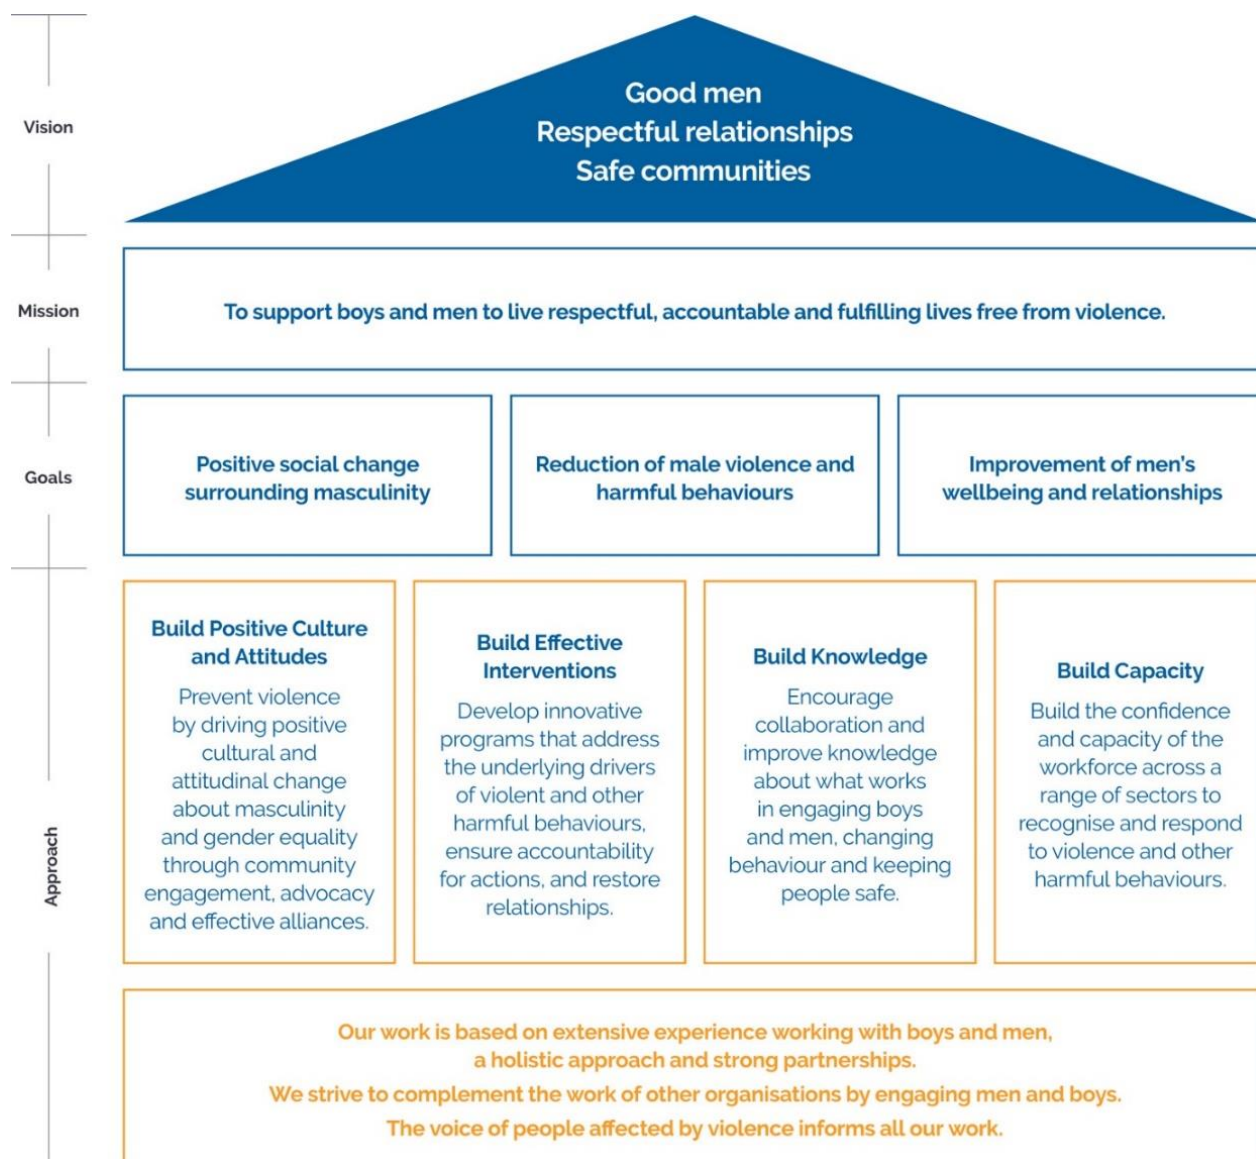 Vision
Good men
Respectful relationships
Safe communities
Mission
To support boys and men to live respectful, accountable and fulfilling lives free from violence.
Goals
Positive social change
surrounding masculinity
Reduction of male violence and
harmful behaviours
Improvement of men's
wellbeing and relationships
Approach
Build Positive Culture
and Attitudes
Prevent violence
by driving positive
cultural and
attitudinal change
about masculinity
and gender equality
through community
engagement, advocacy
and effective alliances.
Build Effective
Interventions
Develop innovative
programs that address
the underlying drivers
of violent and other
harmful behaviours,
ensure accountability
for actions, and restore
relationships.
Build Knowledge
Encourage
collaboration and
improve knowledge
about what works
in engaging boys
and men, changing
behaviour and keeping
people safe.
Build Capacity
Build the confidence
and capacity of the
workforce across a
range of sectors to
recognise and respond
to violence and other
harmful behaviours.
Our work is based on extensive experience working with boys and men,
a holistic approach and strong partnerships.
We strive to complement the work of other organisations by engaging men and boys.
The voice of people affected by violence informs all our work.